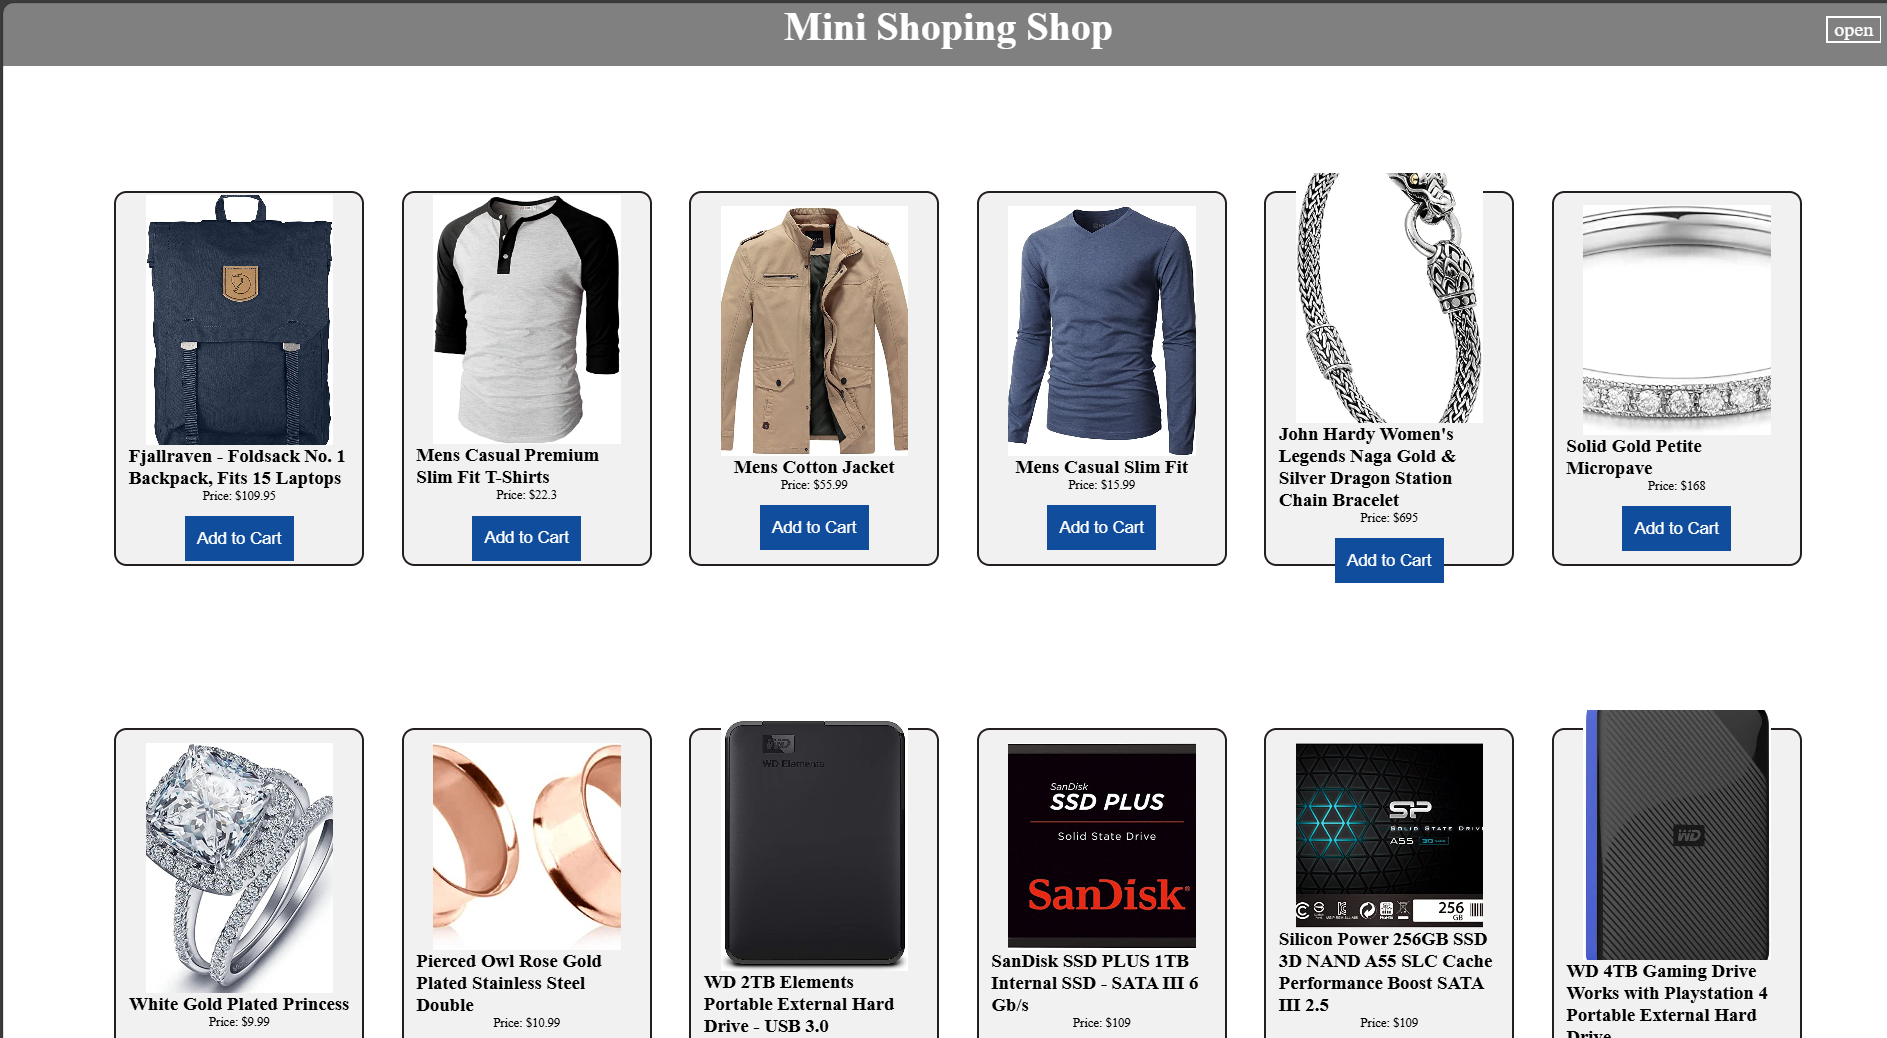 Mini Shoping Shop
open
Fjallraven - Foldsack No. 1
Backpack, Fits 15 Laptops
Price: $109.95
Add to Cart
Mens Casual Premium
Slim Fit T-Shirts
Price: $22.3
Add to Cart
Mens Cotton Jacket
Price: $55.99
Add to Cart
Mens Casual Slim Fit
Price: $15.99
Add to Cart
John Hardy Women's
Legends Naga Gold &
Silver Dragon Station
Chain Bracelet
Price: $695
Add to Cart
Solid Gold Petite
Micropave
Price: $168
Add to Cart
White Gold Plated Princess
Price: $9.99
Pierced Owl Rose Gold
Plated Stainless Steel
Double
Price: $10.99
WD
WD Elements
WD 2TB Elements
Portable External Hard
Drive - USB 3.0
SanDisk
SSD PLUS
Solid State Drive
SanDisk
SanDisk SSD PLUS 1TB
Internal SSD - SATA III 6
Gb/s
Price: $109
SP
SOLID STATE DRIV
A55
256
GB
Silicon Power 256GB SSD
3D NAND A55 SLC Cache
Performance Boost SATA
III 2.5
Price: $109
WD
WD 4TB Gaming Drive
Works with Playstation 4
Portable External Hard
Drive